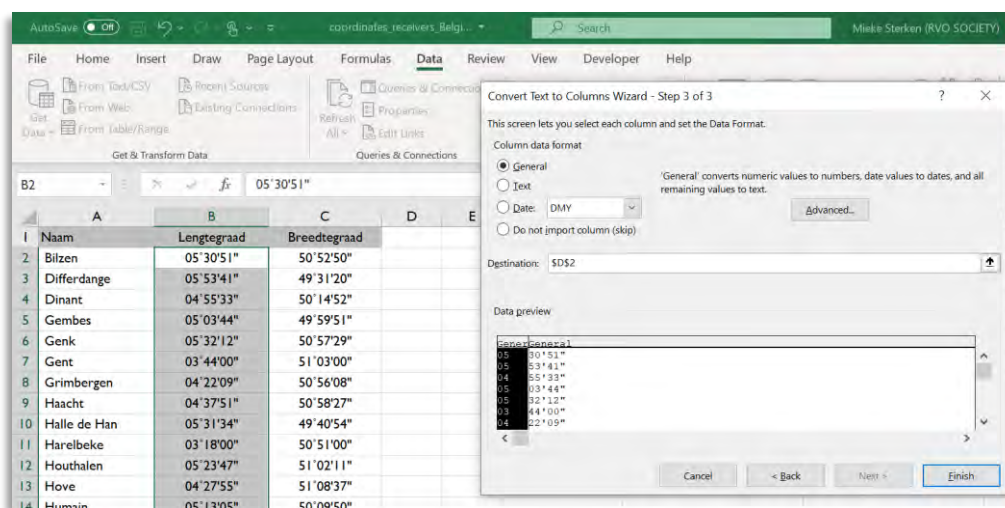 AutoSave Off coordinates_receivers_Belgi... Search Mieke Sterken (RVO SOCIETY)
File Home Insert Draw Page Layout Formulas Data Review View Developer Help
Get Data
From Text/CSV
From Web
From Table/Range
Recent Sources
Existing Connections
Get & Transform Data
Refresh All
Queries & Connectio
Properties
Edit Links
Queries & Connections
B2 fx 05°30'51"
A B C D E
1 Naam Lengtegraad Breedtegraad
2 Bilzen 05°30'51" 50°52'50"
3 Differdange 05°53'41" 49°31'20"
4 Dinant 04°55'33" 50°14'52"
5 Gembes 05°03'44" 49°59'51"
6 Genk 05°32'12" 50°57'29"
7 Gent 03°44'00" 51°03'00"
8 Grimbergen 04°22'09" 50°56'08"
9 Haacht 04°37'51" 50°58'27"
10 Halle de Han 05°31'34" 49°40'54"
11 Harelbeke 03°18'00" 50°51'00"
12 Houthalen 05°23'47" 51°02'11"
13 Hove 04°27'55" 51°08'37"
14 Humain 05°13'05" 50°09'50"
Convert Text to Columns Wizard - Step 3 of 3 ? ×
This screen lets you select each column and set the Data Format.
Column data format
General
Text
Date: DMY
Do not import column (skip)
'General' converts numeric values to numbers, date values to dates, and all
remaining values to text.
Advanced...
Destination: $D$2
Data preview
GenerGeneral
05 30'51"
05 53'41"
04 55'33"
05 03'44"
05 32'12"
03 44'00"
04 22'09"
Cancel < Back Next > Finish